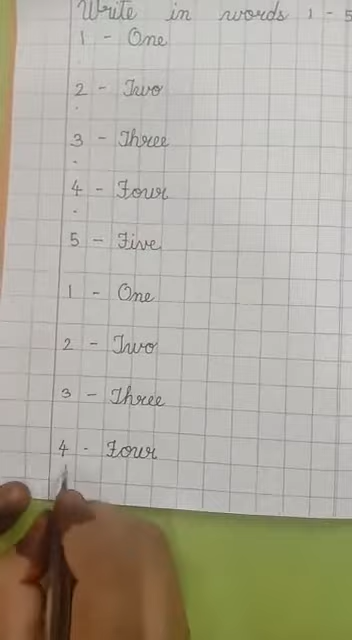 Write in words 1 - 5
1 - One
2 - Two
3 - Three
4 - Four
5 - Five
1 - One
2 - Two
3 - Three
4 - Four